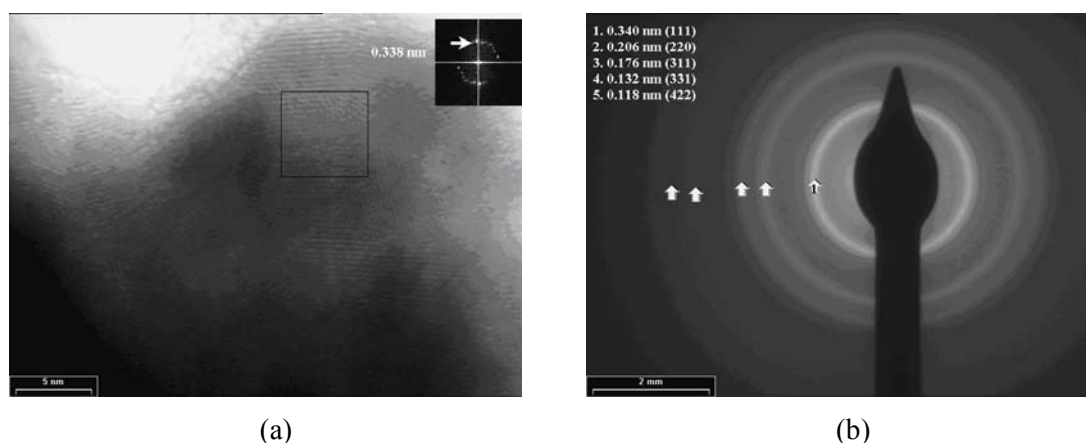 0.338 nm
5 nm
(a)
1. 0.340 nm (111)
2. 0.206 nm (220)
3. 0.176 nm (311)
4. 0.132 nm (331)
5. 0.118 nm (422)
1
2 mm
(b)